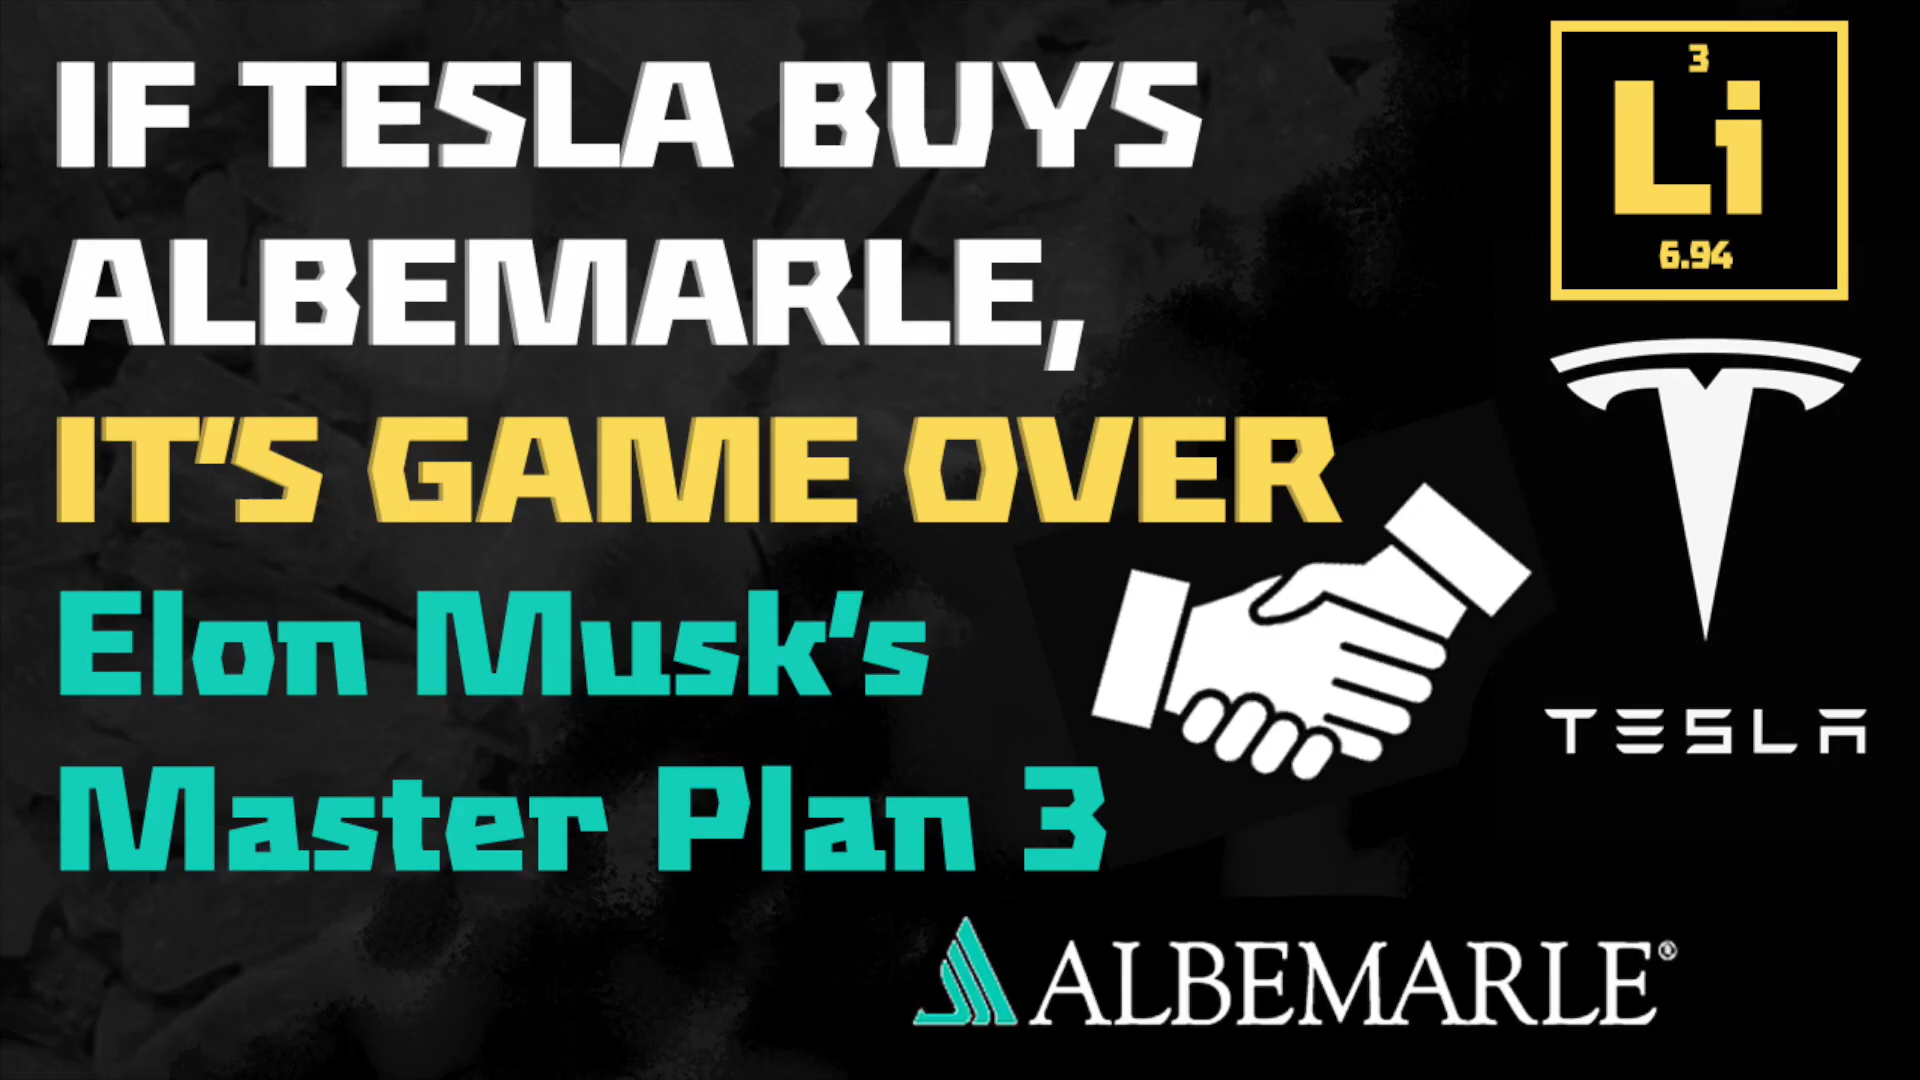 IF TESLA BUYS
ALBEMARLE,
IT'S GAME OVER
Elon Musk's
Master Plan 3
3
Li
6.94
TESLA
ALBEMARLE®